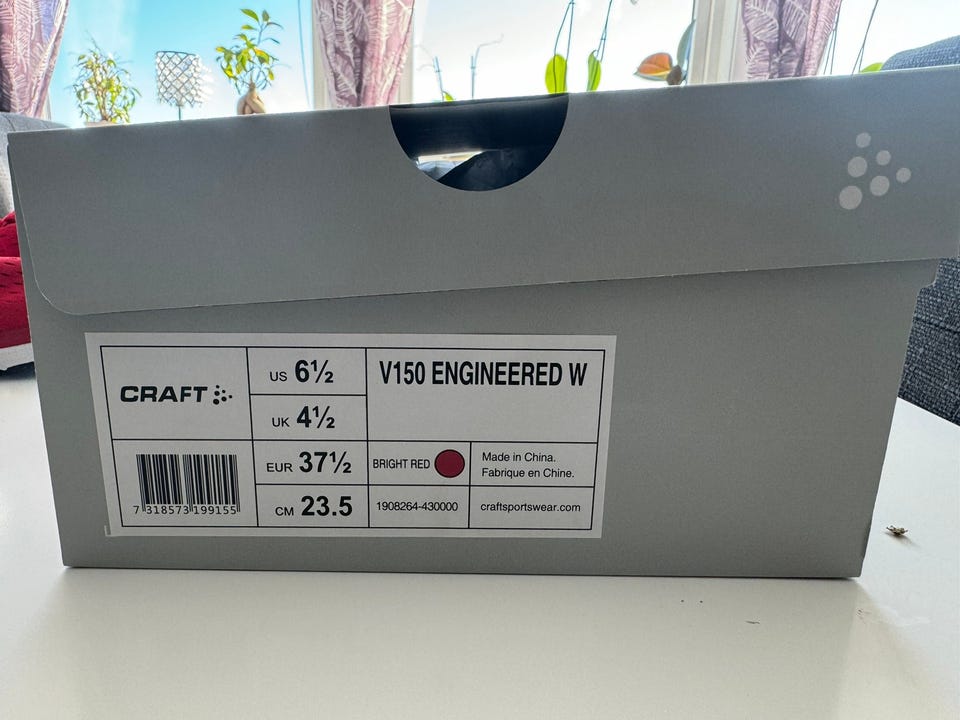 CRAFT
US 6½
UK 4½
EUR 37½
CM 23.5
V150 ENGINEERED W
BRIGHT RED
Made in China.
Fabrique en Chine.
7 318573 199155
1908264-430000
craftsportswear.com